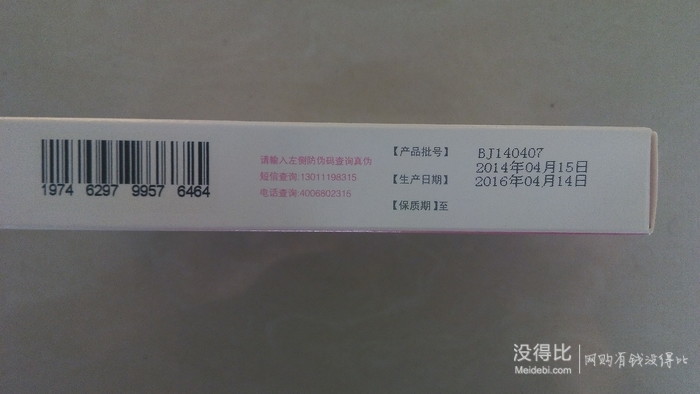 1974 6297 9957 6464
请输入左侧防伪码查询真伪
短信查询:13011198315
电话查询:4006802315
【产品批号】
【生产日期】
【保质期】至
BJ140407
2014年04月15日
2016年04月14日
没得比
Meidebi.com
网购有钱没得比